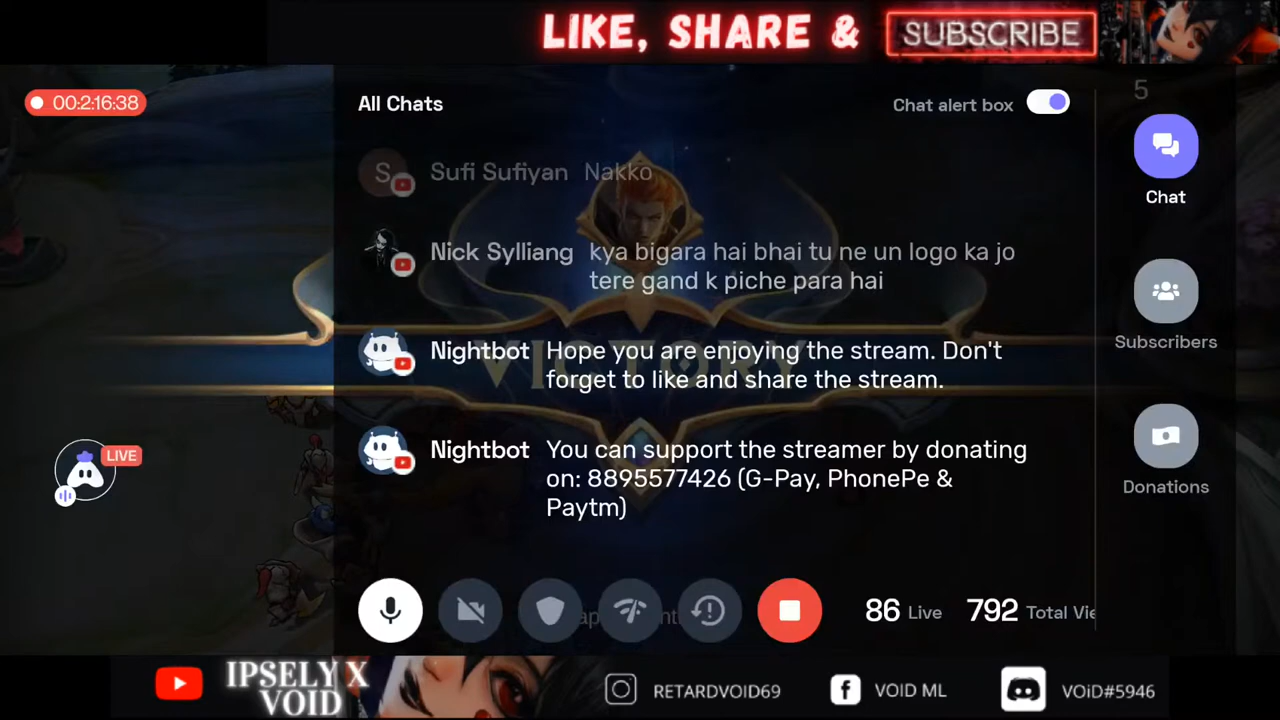 LIKE, SHARE & SUBSCRIBE
00:2:16:38
All Chats
Chat alert box
5
S Sufi Sufiyan Nakko
Chat
Nick Sylliang kya bigara hai bhai tu ne un logo ka jo
tere gand k piche para hai
Subscribers
Nightbot Hope you are enjoying the stream. Don't
forget to like and share the stream.
VICTORY
LIVE
Nightbot You can support the streamer by donating
on: 8895577426 (G-Pay, PhonePe &
Paytm)
Donations
86 Live 792 Total Vie
IPSELY X
VOID
RETARDVOID69
VOID ML
VOiD#5946